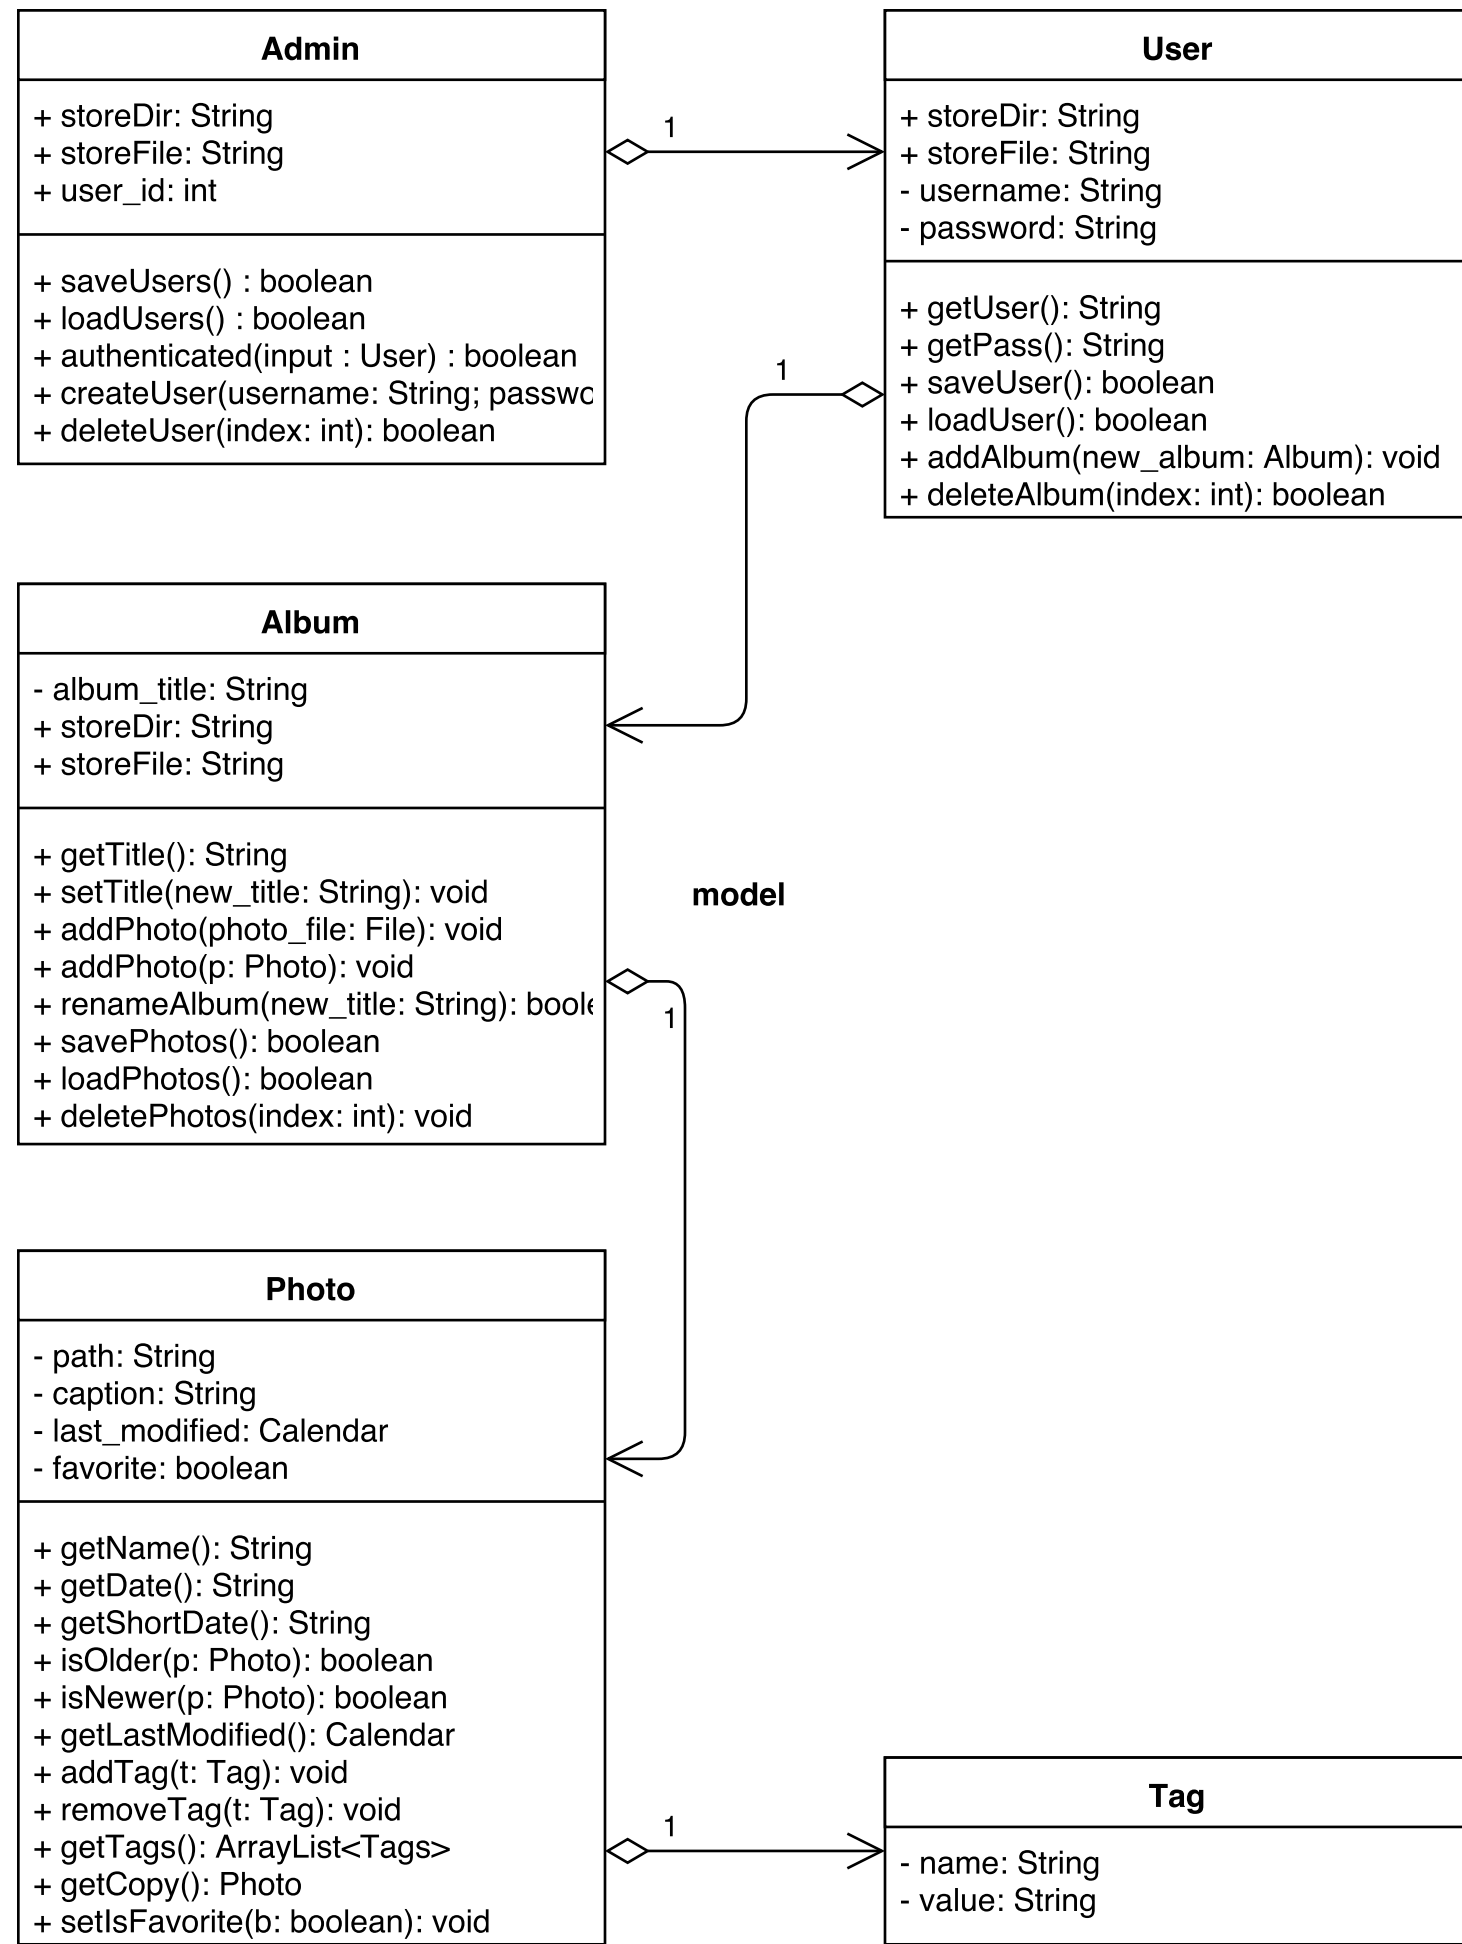 Admin
+ storeDir: String
+ storeFile: String
+ user_id: int
+ saveUsers() : boolean
+ loadUsers() : boolean
+ authenticated(input : User) : boolean
+ createUser(username: String; passwo
+ deleteUser(index: int): boolean
1
User
+ storeDir: String
+ storeFile: String
- username: String
- password: String
+ getUser(): String
+ getPass(): String
+ saveUser(): boolean
+ loadUser(): boolean
+ addAlbum(new_album: Album): void
+ deleteAlbum(index: int): boolean
1
Album
- album_title: String
+ storeDir: String
+ storeFile: String
+ getTitle(): String
+ setTitle(new_title: String): void
+ addPhoto(photo_file: File): void
+ addPhoto(p: Photo): void
+ renameAlbum(new_title: String): boole
+ savePhotos(): boolean
+ loadPhotos(): boolean
+ deletePhotos(index: int): void
model
1
Photo
- path: String
- caption: String
- last_modified: Calendar
- favorite: boolean
+ getName(): String
+ getDate(): String
+ getShortDate(): String
+ isOlder(p: Photo): boolean
+ isNewer(p: Photo): boolean
+ getLastModified(): Calendar
+ addTag(t: Tag): void
+ removeTag(t: Tag): void
+ getTags(): ArrayList<Tags>
+ getCopy(): Photo
+ setIsFavorite(b: boolean): void
1
Tag
- name: String
- value: String